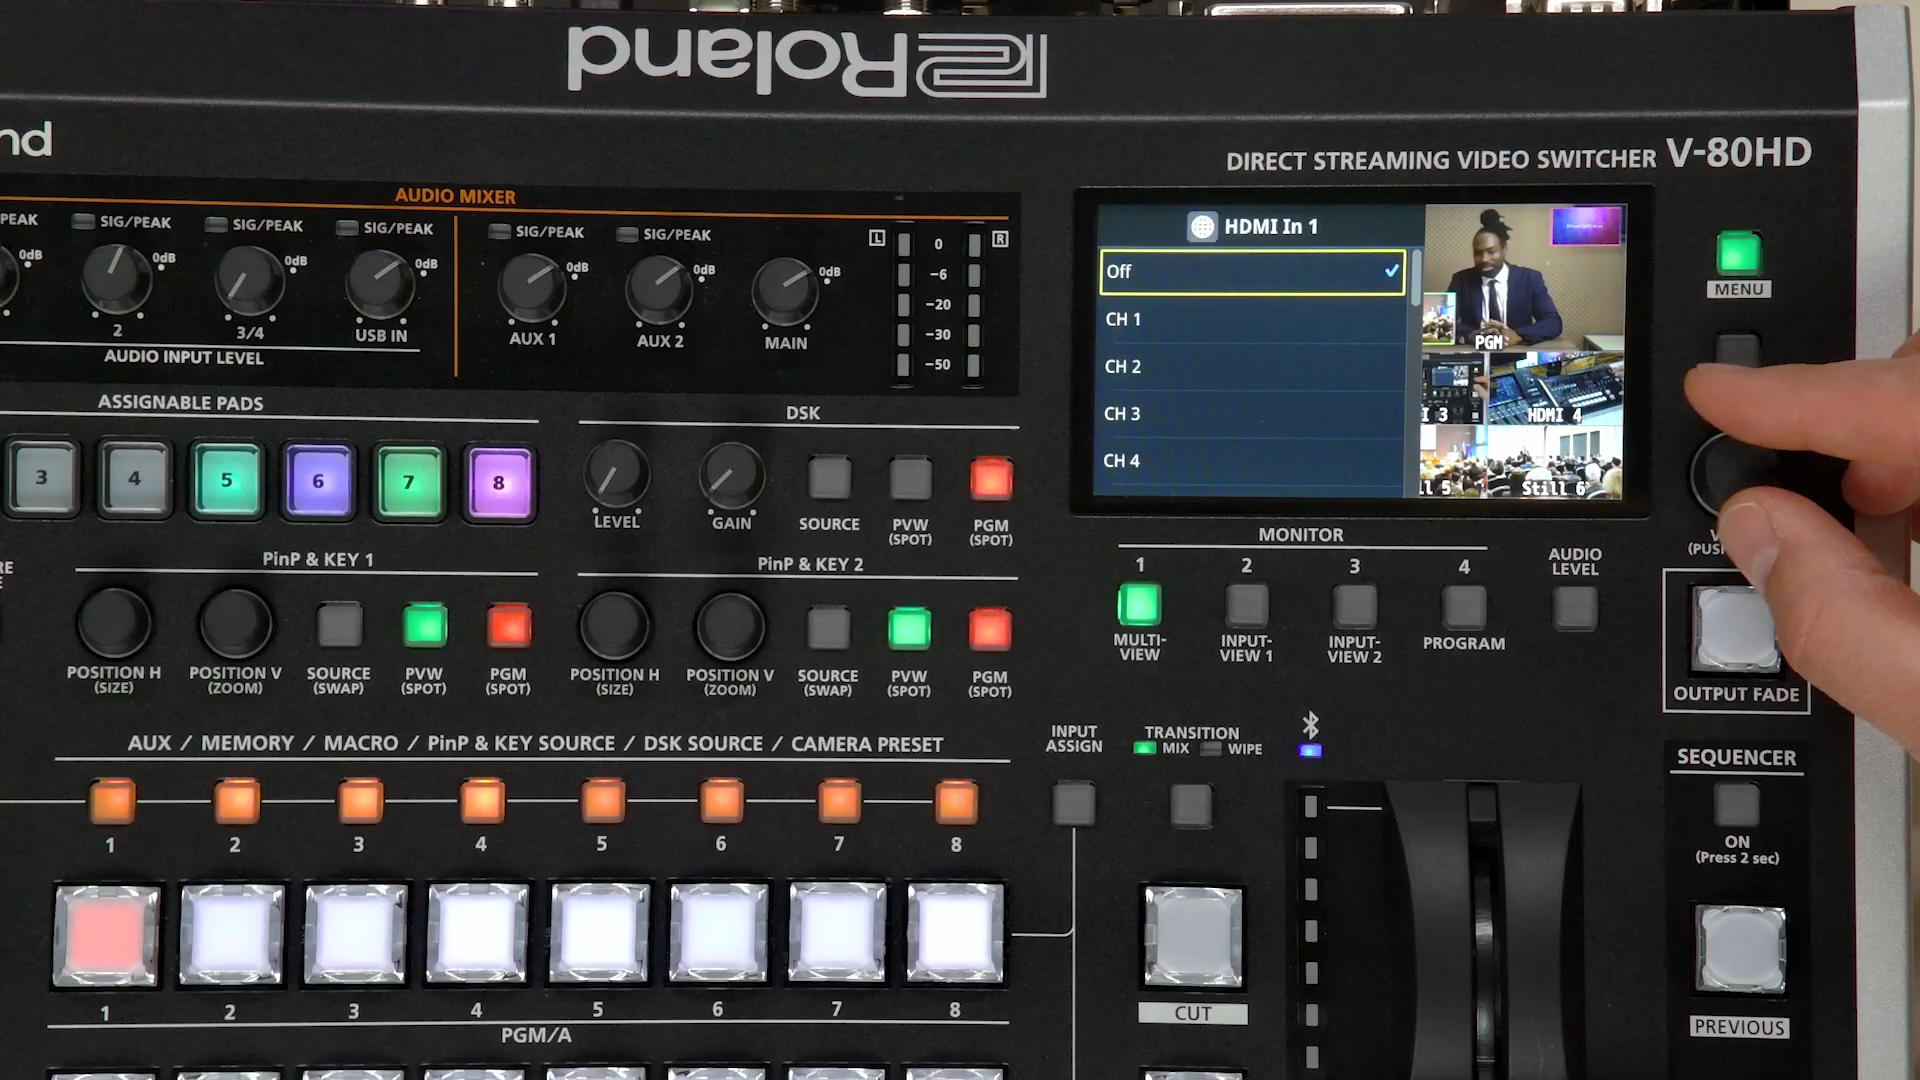 Roland
nd
DIRECT STREAMING VIDEO SWITCHER V-80HD
AUDIO MIXER
PEAK
SIG/PEAK
SIG/PEAK
SIG/PEAK
SIG/PEAK
SIG/PEAK
0dB
0dB
0dB
0dB
0dB
0dB
0dB
2
3/4
USB IN
AUX 1
AUX 2
MAIN
AUDIO INPUT LEVEL
L
R
0
-6
-20
-30
-50
HDMI In 1
Off
CH 1
CH 2
CH 3
CH 4
PGM
I 3
HDMI 4
ll 5
Still 6
MENU
ASSIGNABLE PADS
3
4
5
6
7
8
DSK
LEVEL
GAIN
SOURCE
PVW
(SPOT)
PGM
(SPOT)
MONITOR
1
2
3
4
AUDIO
LEVEL
MULTI-
VIEW
INPUT-
VIEW 1
INPUT-
VIEW 2
PROGRAM
OUTPUT FADE
PinP & KEY 1
POSITION H
(SIZE)
POSITION V
(ZOOM)
SOURCE
(SWAP)
PVW
(SPOT)
PGM
(SPOT)
PinP & KEY 2
POSITION H
(SIZE)
POSITION V
(ZOOM)
SOURCE
(SWAP)
PVW
(SPOT)
PGM
(SPOT)
AUX / MEMORY / MACRO / PinP & KEY SOURCE / DSK SOURCE / CAMERA PRESET
1
2
3
4
5
6
7
8
INPUT
ASSIGN
TRANSITION
MIX
WIPE
SEQUENCER
ON
(Press 2 sec)
PREVIOUS
1
2
3
4
5
6
7
8
PGM/A
CUT